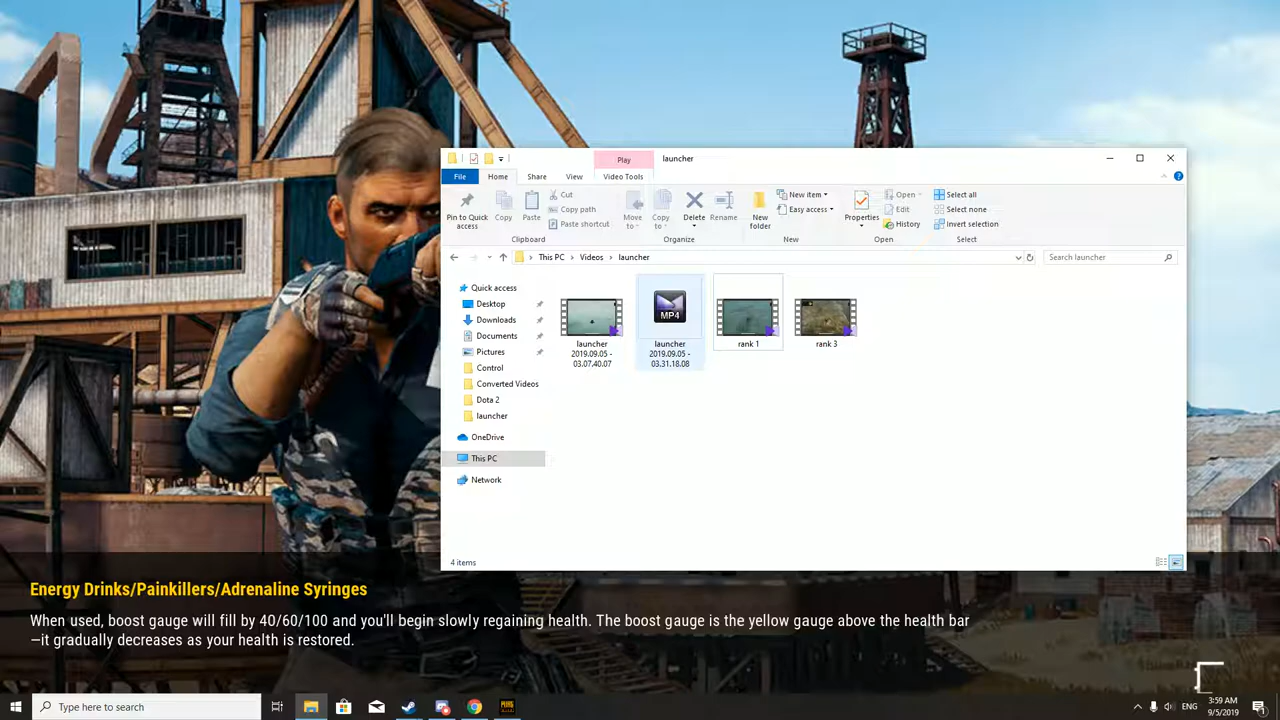 Play
launcher
File
Home
Share
View
Video Tools
Pin to Quick
access
Copy
Paste
Cut
Copy path
Paste shortcut
Clipboard
Move
to
Copy
to
Delete
Rename
Organize
New
folder
New item
Easy access
New
Properties
Open
Edit
History
Open
Select all
Select none
Invert selection
Select
This PC
Videos
launcher
Search launcher
Quick access
Desktop
Downloads
Documents
Pictures
Control
Converted Videos
Dota 2
launcher
OneDrive
This PC
Network
launcher
2019.09.05 -
03.07.40.07
MP4
launcher
2019.09.05 -
03.31.18.08
rank 1
rank 3
4 items
Energy Drinks/Painkillers/Adrenaline Syringes
When used, boost gauge will fill by 40/60/100 and you'll begin slowly regaining health. The boost gauge is the yellow gauge above the health bar
—it gradually decreases as your health is restored.
Type here to search
PUBG
ENG
3:59 AM
9/5/2019
1